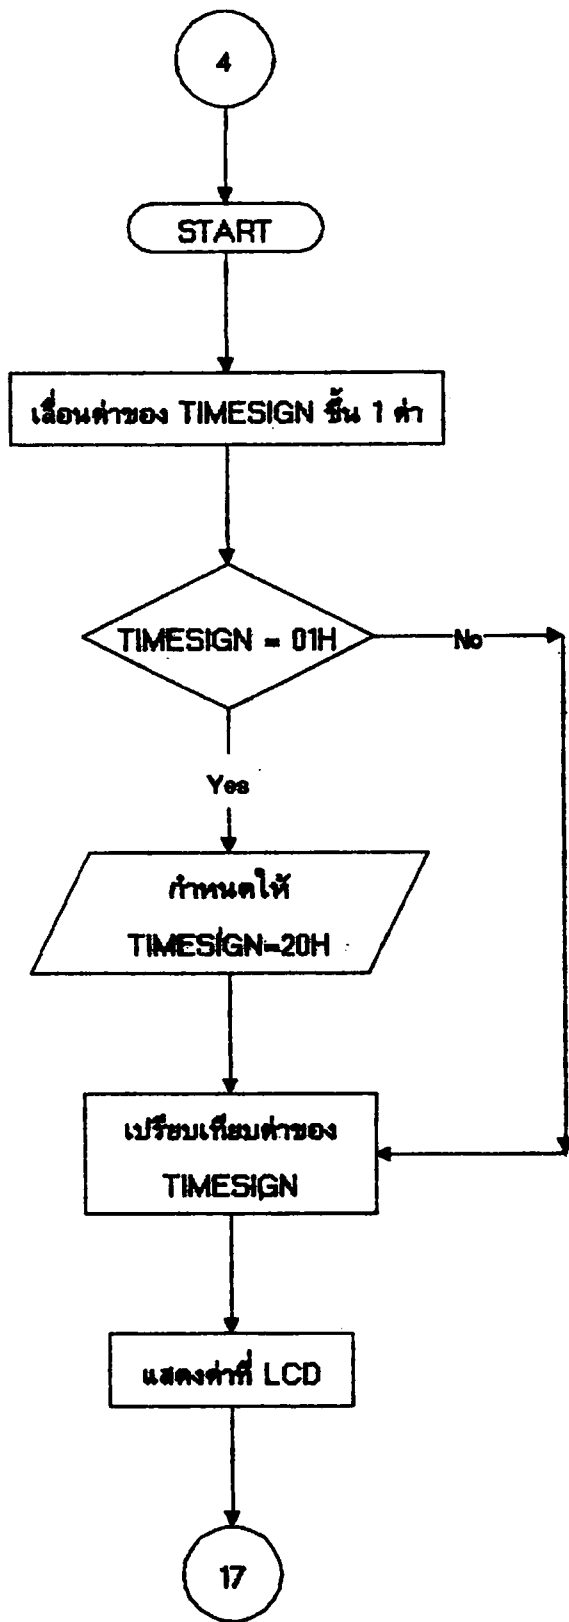 4
START
เลื่อนค่าของ TIMESIGN ขึ้น 1 ค่า
TIMESIGN = 01H
No
Yes
กำหนดให้
TIMESIGN=20H
เปรียบเทียบค่าของ
TIMESIGN
แสดงค่าที่ LCD
17